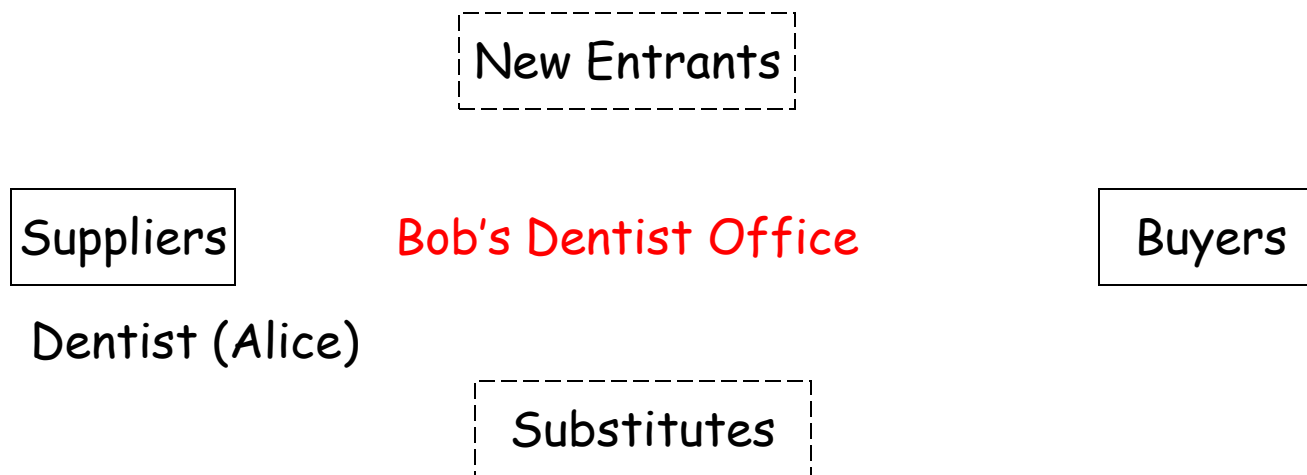 New Entrants
Suppliers
Bob's Dentist Office
Buyers
Dentist (Alice)
Substitutes